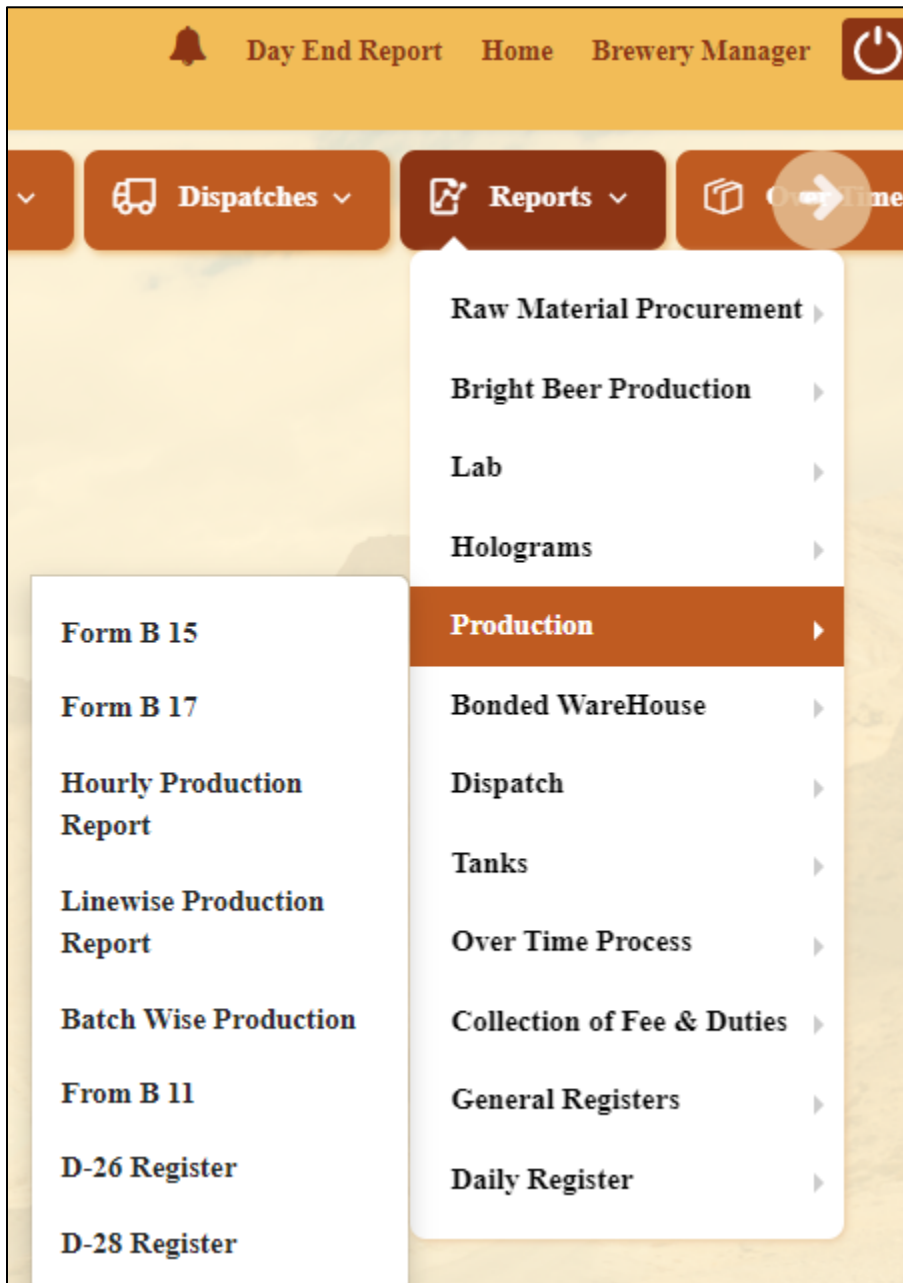 Day End Report Home Brewery Manager
Dispatches Reports Over Time
Raw Material Procurement
Bright Beer Production
Lab
Holograms
Production
Bonded WareHouse
Dispatch
Tanks
Over Time Process
Collection of Fee & Duties
General Registers
Daily Register
Form B 15
Form B 17
Hourly Production
Report
Linewise Production
Report
Batch Wise Production
From B 11
D-26 Register
D-28 Register